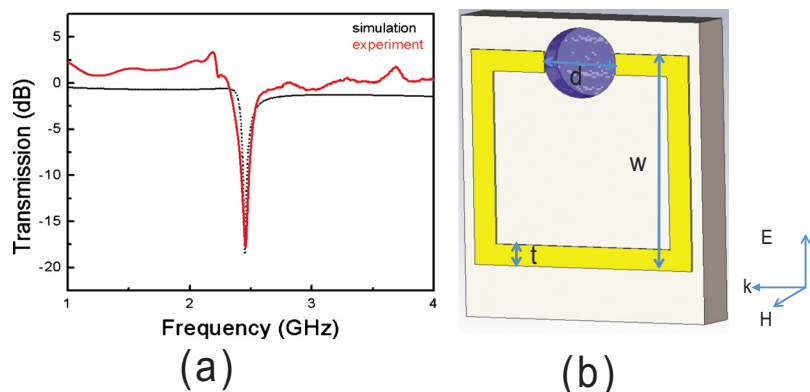 simulation
experiment
5
0
-5
-10
-15
-20
Transmission (dB)
1 2 3 4
Frequency (GHz)
(a)
d
w
t
E
k
H
(b)